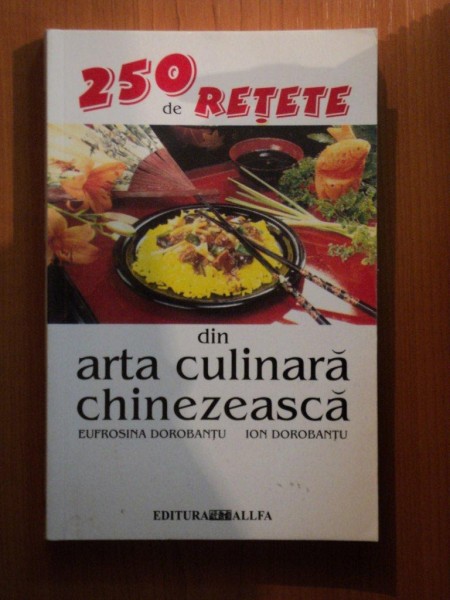 250
de REȚETE
din
arta culinară
chinezească
EUFROSINA DOROBANȚU ION DOROBANȚU
EDITURA ALLFA